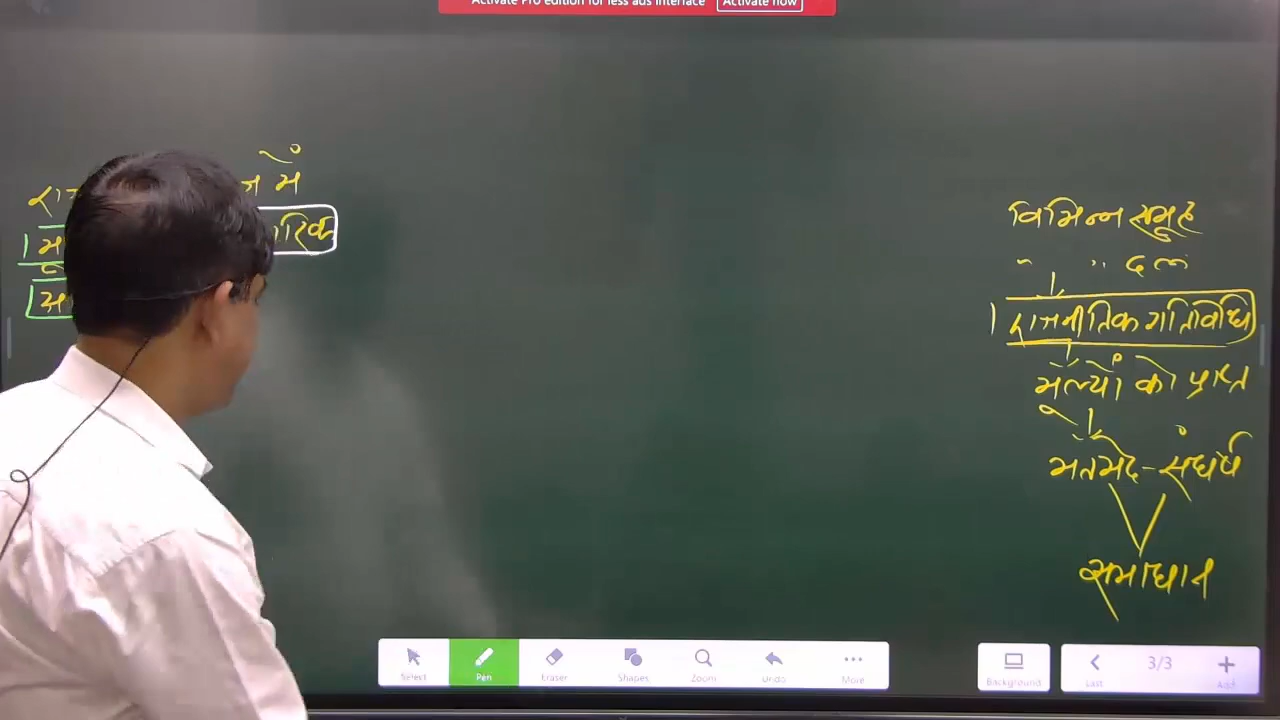 Activate Pro edition for less ads interface Activate now
में
रिक
विभिन्न समूह
" " दल
राजनीतिक गतिविधि
मूल्यों को प्राप्त
मतभेद - संघर्ष
समाधान
Select Pen Eraser Shapes Zoom Undo More
Background Last 3/3 Add